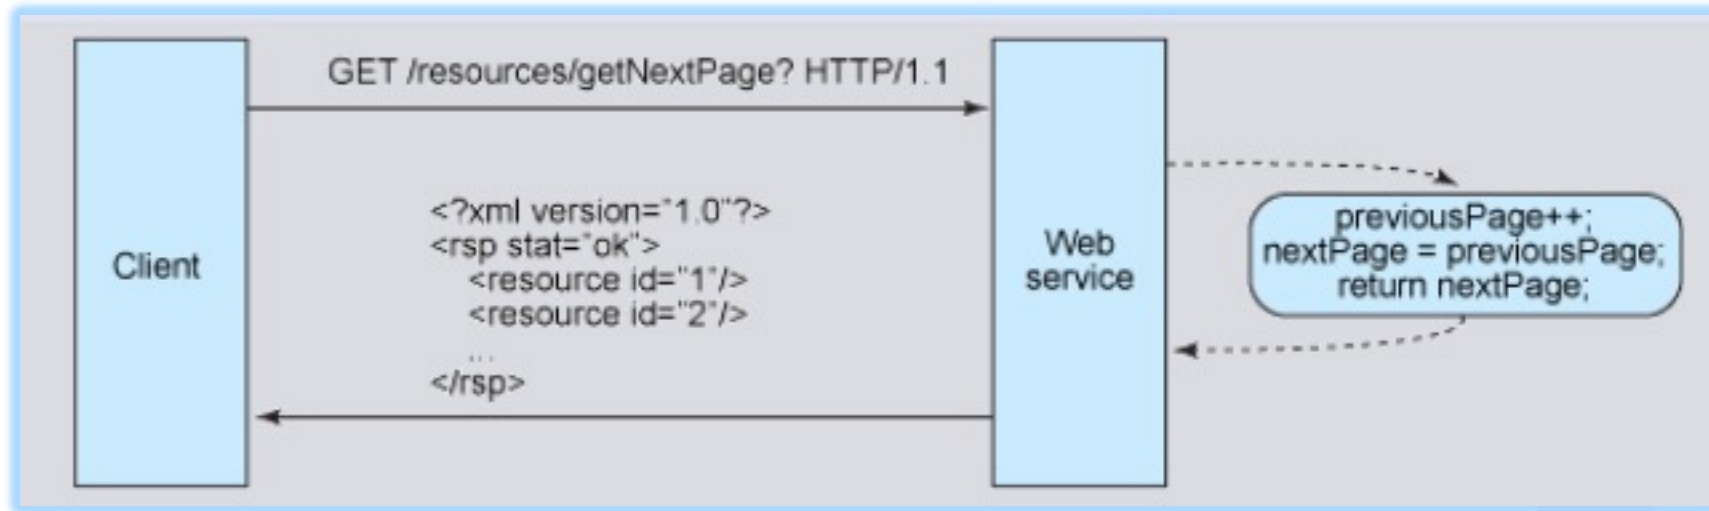 GET /resources/getNextPage? HTTP/1.1
<?xml version="1.0"?>
<rsp stat="ok">
<resource id="1"/>
<resource id="2"/>
...
</rsp>
Client
Web
service
previousPage++;
nextPage = previousPage;
return nextPage;